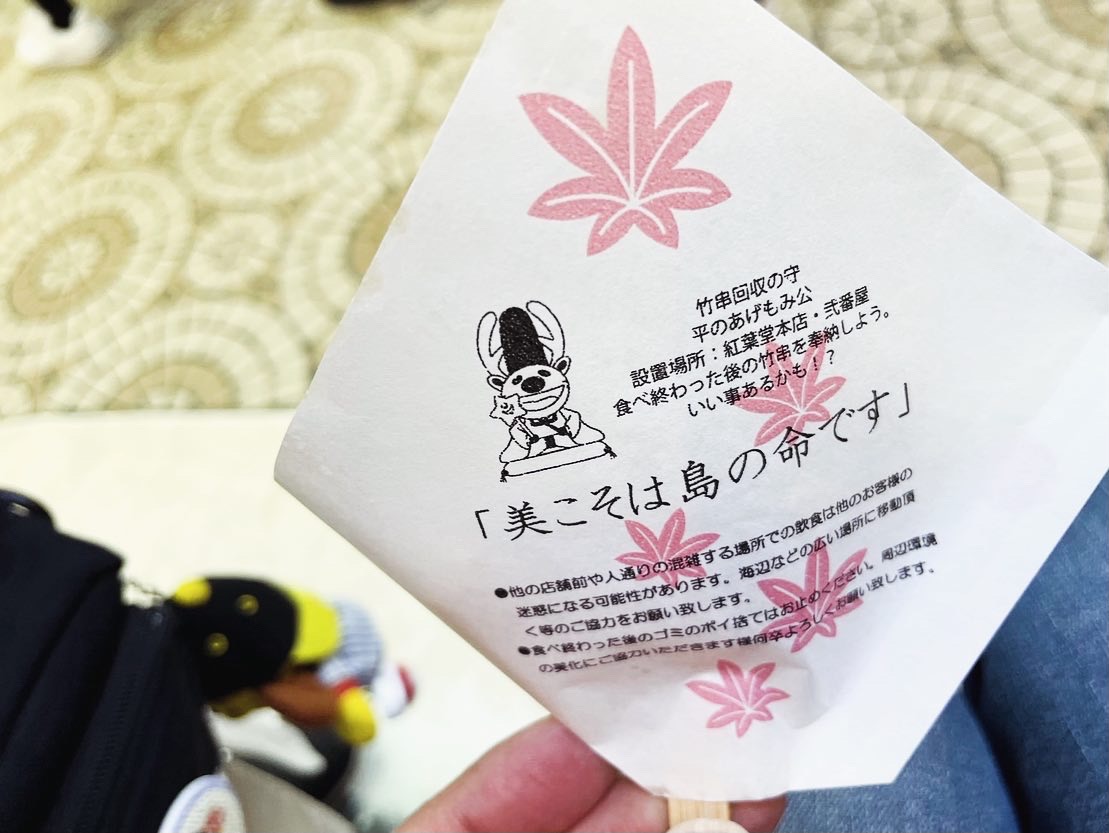 竹串回収の守
平のあげもみ公
設置場所：紅葉堂本店・弐番屋
食べ終わった後の竹串を奉納しよう。
いい事あるかも！？
「美こそは島の命です」
●他の店舗前や人通りの混雑する場所での飲食は他のお客様の
迷惑になる可能性があります。海辺などの広い場所に移動頂
く等のご協力をお願い致します。
●食べ終わった後のゴミのポイ捨てはお止めください。周辺環境
の美化にご協力いただきます様何卒よろしくお願い致します。